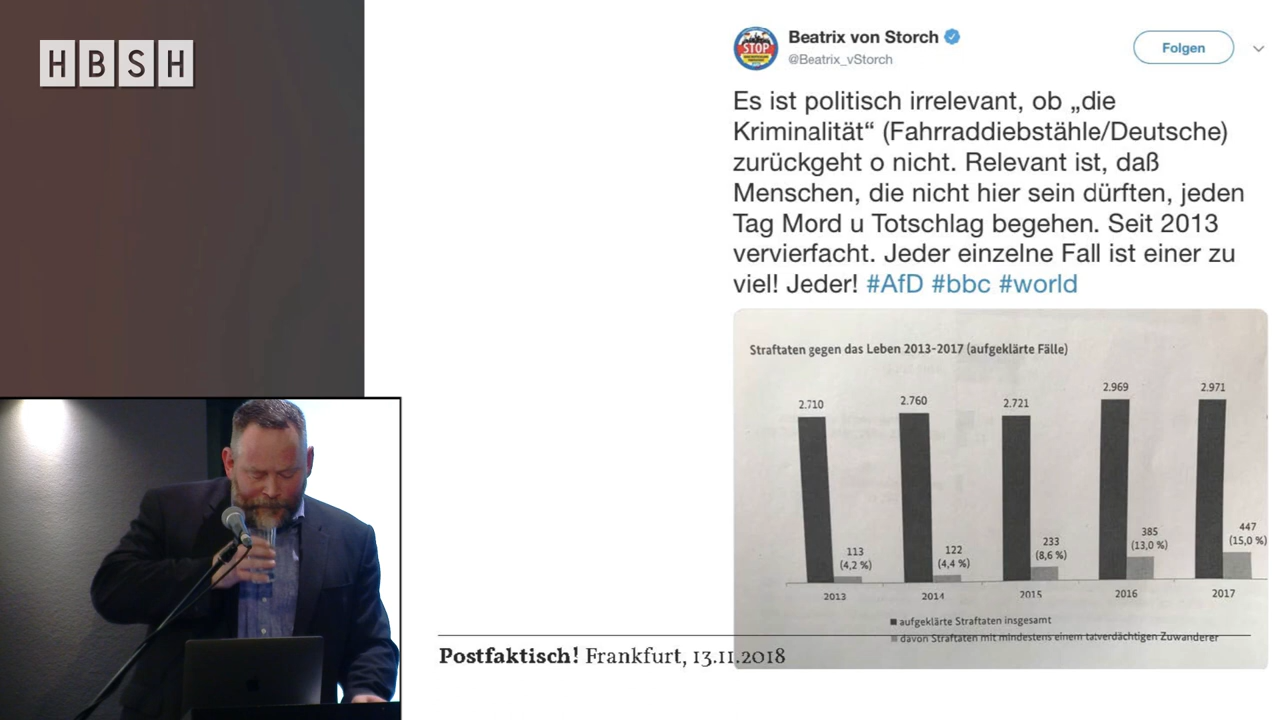 HBSH
Beatrix von Storch
@Beatrix_vStorch
Folgen
Es ist politisch irrelevant, ob „die
Kriminalität“ (Fahrraddiebstähle/Deutsche)
zurückgeht o nicht. Relevant ist, daß
Menschen, die nicht hier sein dürften, jeden
Tag Mord u Totschlag begehen. Seit 2013
vervierfacht. Jeder einzelne Fall ist einer zu
viel! Jeder! #AfD #bbc #world
STOP
Straftaten gegen das Leben 2013-2017 (aufgeklärte Fälle)
2.710
2.760
2.721
2.969
2.971
113
(4,2 %)
122
(4,4 %)
233
(8,6 %)
385
(13,0 %)
447
(15,0 %)
2013
2014
2015
2016
2017
aufgeklärte Straftaten insgesamt
davon Straftaten mit mindestens einem tatverdächtigen Zuwanderer
Postfaktisch! Frankfurt, 13.11.2018